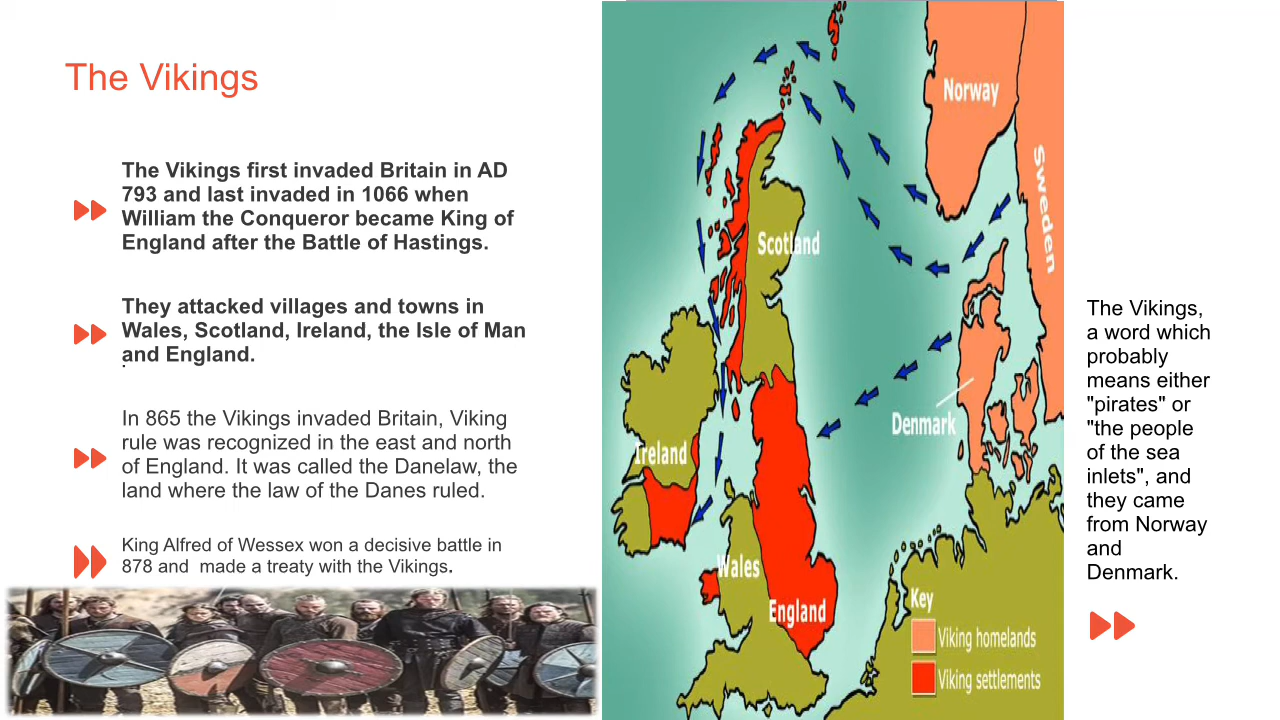 The Vikings
The Vikings first invaded Britain in AD
793 and last invaded in 1066 when
William the Conqueror became King of
England after the Battle of Hastings.
They attacked villages and towns in
Wales, Scotland, Ireland, the Isle of Man
and England.
.
In 865 the Vikings invaded Britain, Viking
rule was recognized in the east and north
of England. It was called the Danelaw, the
land where the law of the Danes ruled.
King Alfred of Wessex won a decisive battle in
878 and  made a treaty with the Vikings.
Norway
Sweden
Scotland
Denmark
Ireland
Wales
England
Key
Viking homelands
Viking settlements
The Vikings,
a word which
probably
means either
"pirates" or
"the people
of the sea
inlets", and
they came
from Norway
and
Denmark.